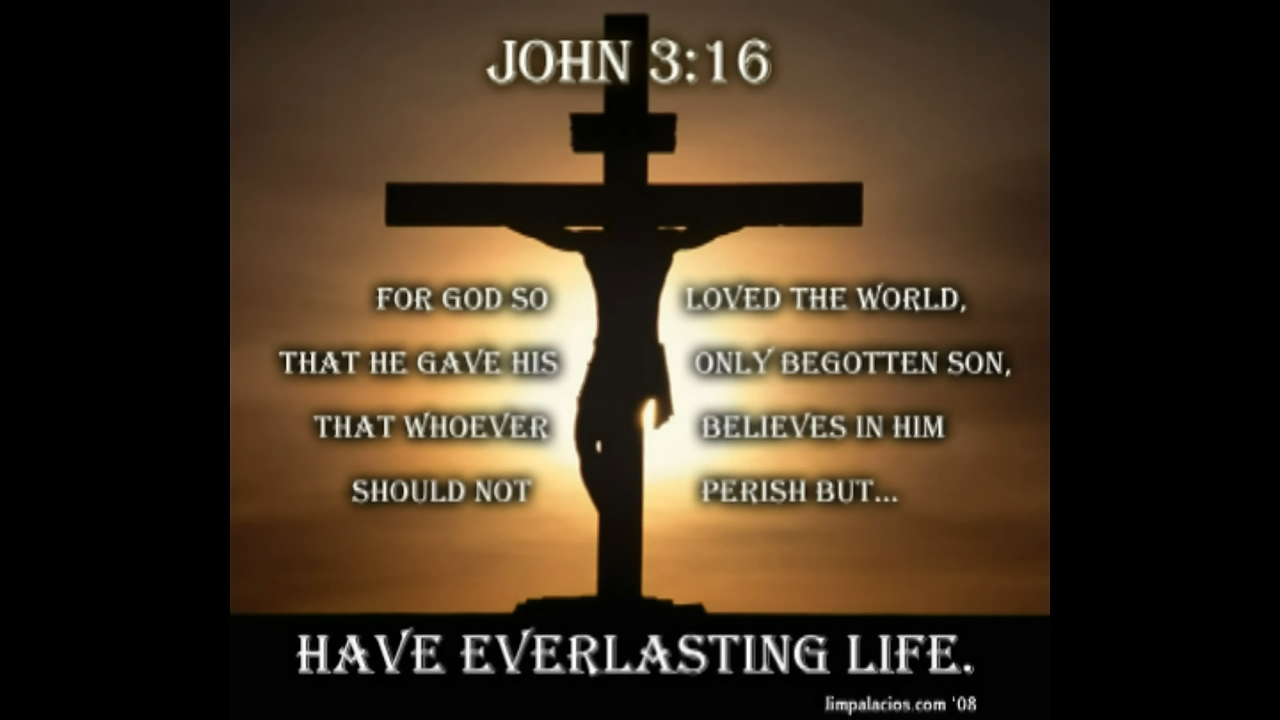 JOHN 3:16
FOR GOD SO LOVED THE WORLD,
THAT HE GAVE HIS ONLY BEGOTTEN SON,
THAT WHOEVER BELIEVES IN HIM
SHOULD NOT PERISH BUT...
HAVE EVERLASTING LIFE.
Jimpalacios.com '08